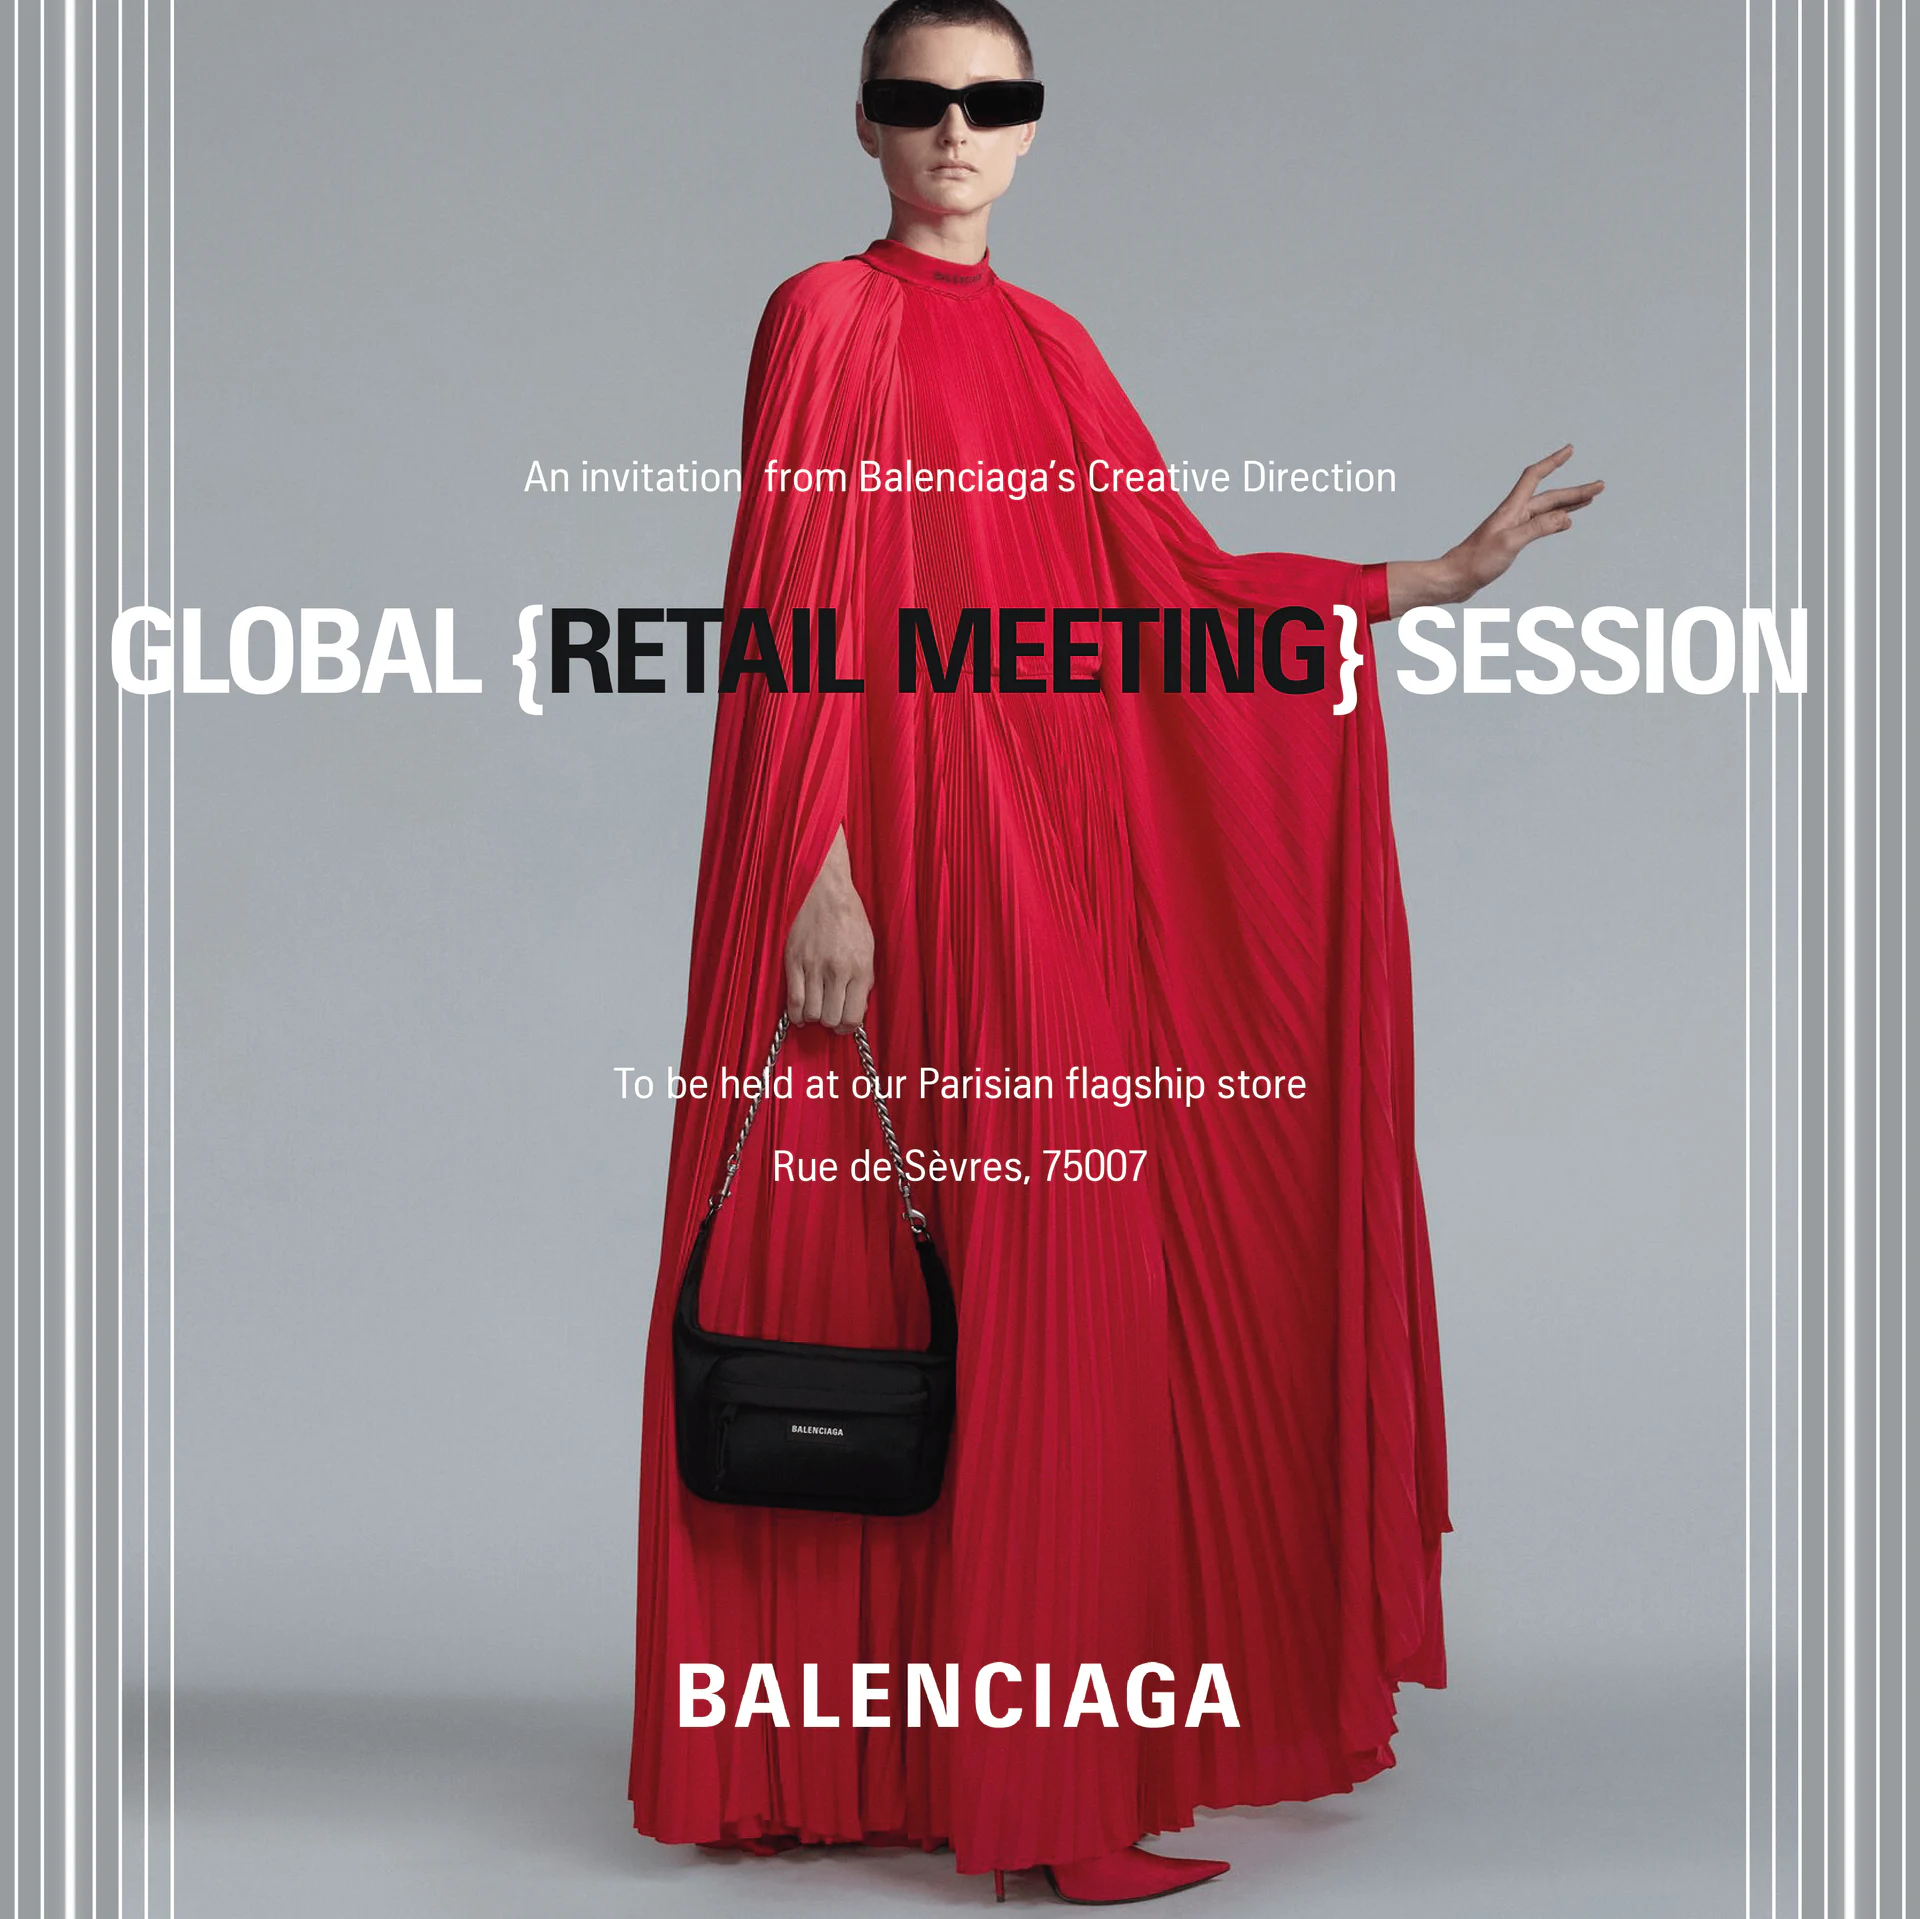 An invitation from Balenciaga's Creative Direction
GLOBAL {RETAIL MEETING} SESSION
To be held at our Parisian flagship store
Rue de Sèvres, 75007
BALENCIAGA
BALENCIAGA